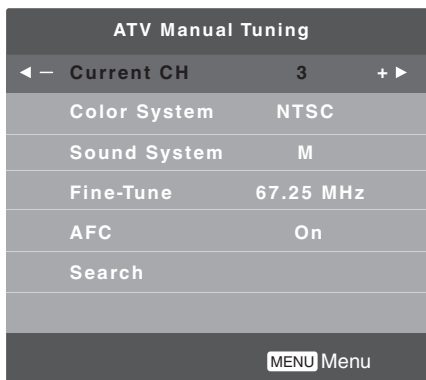 ATV Manual Tuning
◄ – Current CH 3 + ►
Color System NTSC
Sound System M
Fine-Tune 67.25 MHz
AFC On
Search
MENU Menu